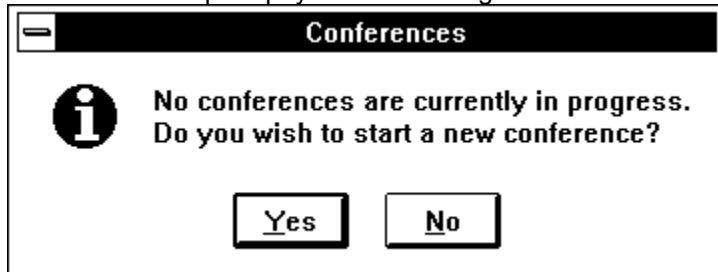 Conferences
No conferences are currently in progress.
Do you wish to start a new conference?
Yes No